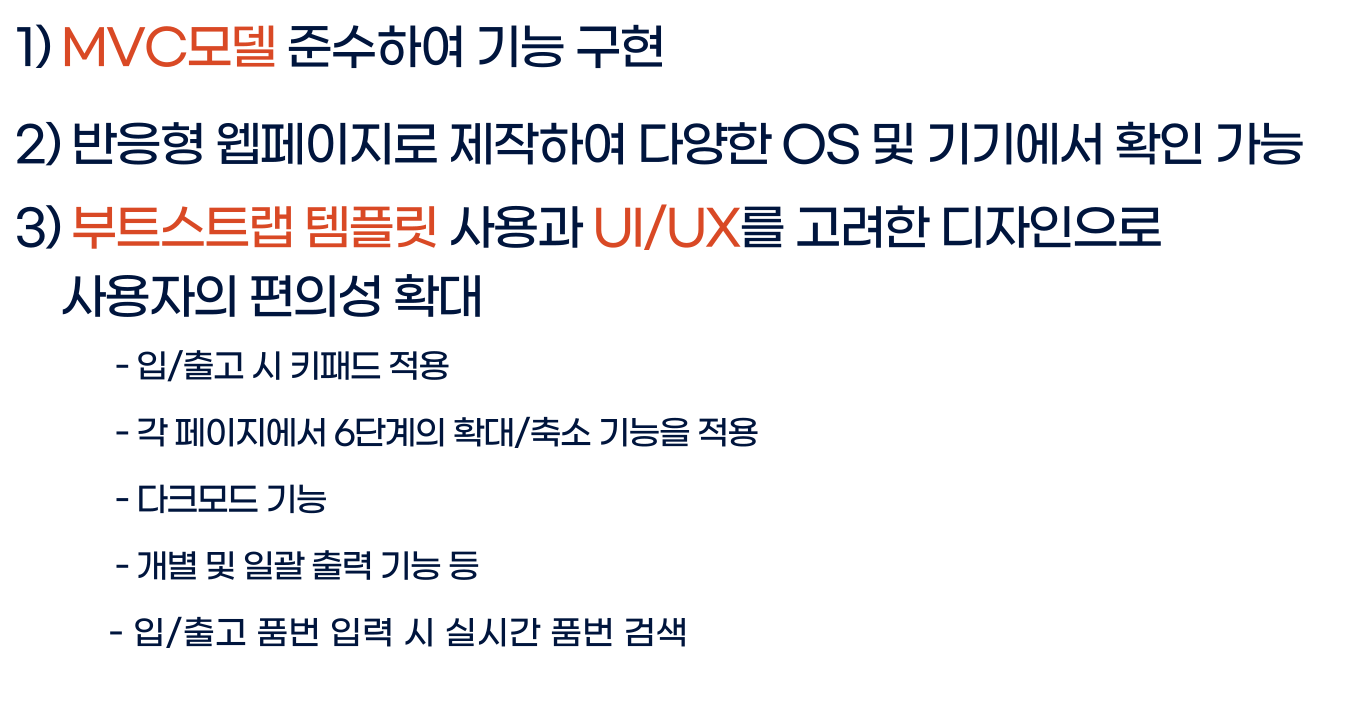 1) MVC모델 준수하여 기능 구현
2) 반응형 웹페이지로 제작하여 다양한 OS 및 기기에서 확인 가능
3) 부트스트랩 템플릿 사용과 UI/UX를 고려한 디자인으로
사용자의 편의성 확대
- 입/출고 시 키패드 적용
- 각 페이지에서 6단계의 확대/축소 기능을 적용
- 다크모드 기능
- 개별 및 일괄 출력 기능 등
- 입/출고 품번 입력 시 실시간 품번 검색